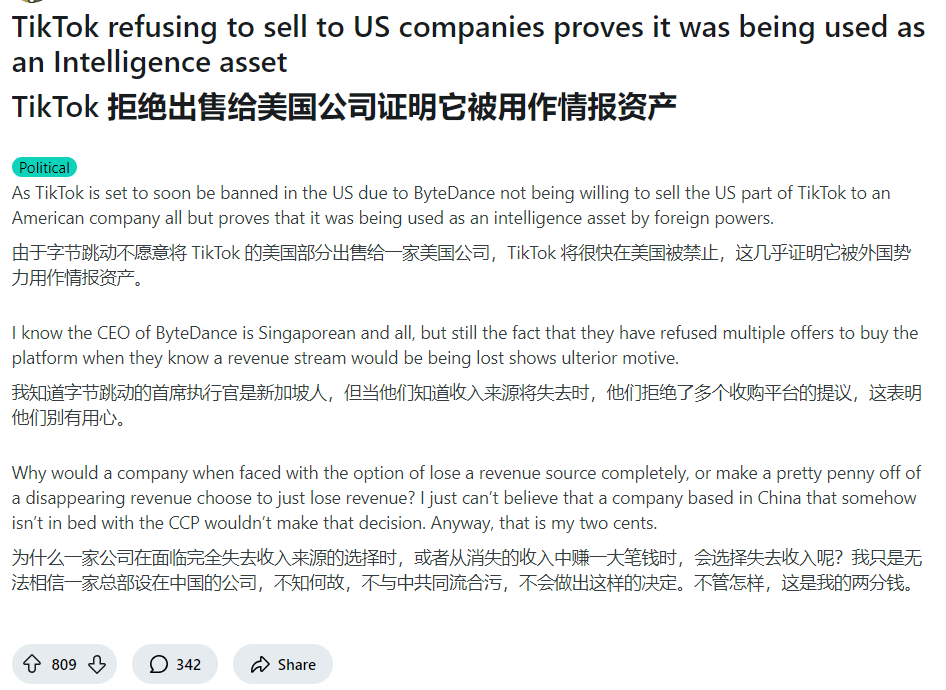 TikTok refusing to sell to US companies proves it was being used as
an Intelligence asset
TikTok 拒绝出售给美国公司证明它被用作情报资产
Political
As TikTok is set to soon be banned in the US due to ByteDance not being willing to sell the US part of TikTok to an
American company all but proves that it was being used as an intelligence asset by foreign powers.
由于字节跳动不愿意将 TikTok 的美国部分出售给一家美国公司，TikTok 将很快在美国被禁止，这几乎证明它被外国势
力用作情报资产。
I know the CEO of ByteDance is Singaporean and all, but still the fact that they have refused multiple offers to buy the
platform when they know a revenue stream would be being lost shows ulterior motive.
我知道字节跳动的首席执行官是新加坡人，但当他们知道收入来源将失去时，他们拒绝了多个收购平台的提议，这表明
他们别有用心。
Why would a company when faced with the option of lose a revenue source completely, or make a pretty penny off of
a disappearing revenue choose to just lose revenue? I just can’t believe that a company based in China that somehow
isn’t in bed with the CCP wouldn’t make that decision. Anyway, that is my two cents.
为什么一家公司在面临完全失去收入来源的选择时，或者从消失的收入中赚一大笔钱时，会选择失去收入呢？我只是无
法相信一家总部设在中国的公司，不知何故，不与中共同流合污，不会做出这样的决定。不管怎样，这是我的两分钱。
809 342 Share